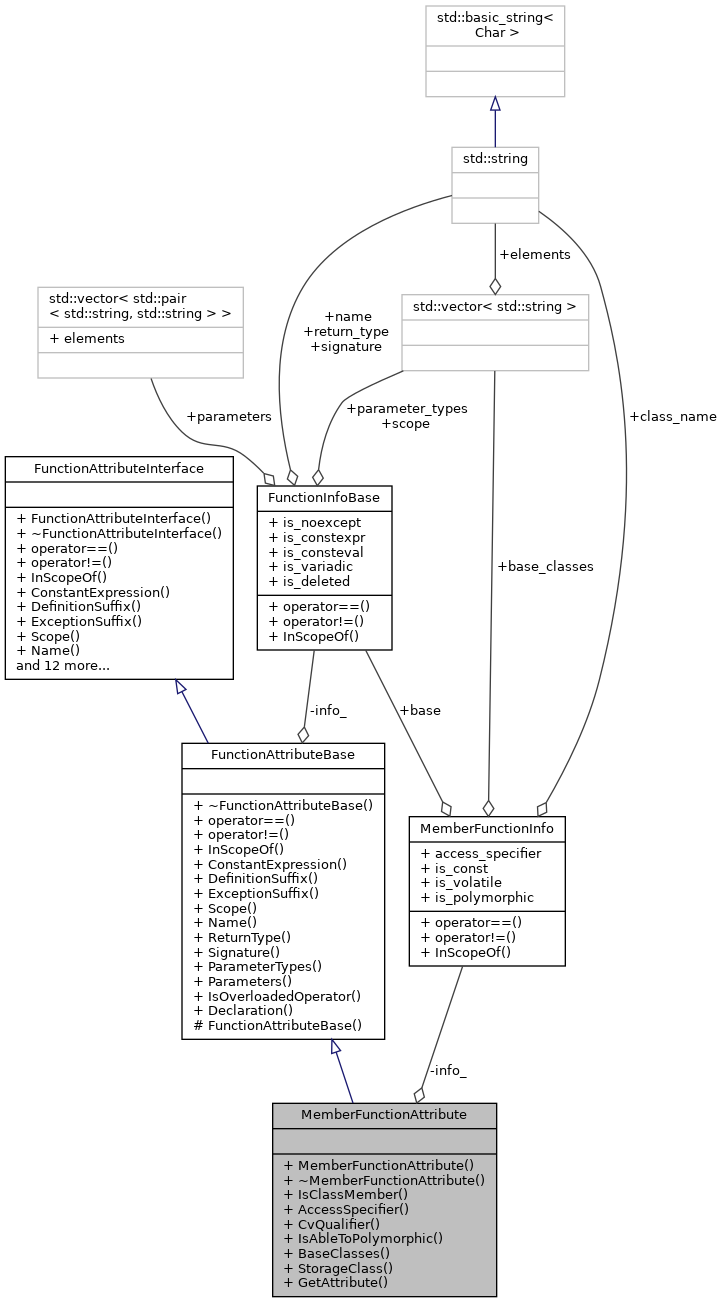 std::basic_string<
Char >
std::string
+elements
std::vector< std::pair
< std::string, std::string > >
+ elements
std::vector< std::string >
+name
+return_type
+signature
+parameters
+parameter_types
+scope
+class_name
FunctionAttributeInterface
+ FunctionAttributeInterface()
+ ~FunctionAttributeInterface()
+ operator==()
+ operator!=()
+ InScopeOf()
+ ConstantExpression()
+ DefinitionSuffix()
+ ExceptionSuffix()
+ Scope()
+ Name()
and 12 more...
FunctionInfoBase
+ is_noexcept
+ is_constexpr
+ is_consteval
+ is_variadic
+ is_deleted
+ operator==()
+ operator!=()
+ InScopeOf()
+base_classes
-info_
+base
FunctionAttributeBase
+ ~FunctionAttributeBase()
+ operator==()
+ operator!=()
+ InScopeOf()
+ ConstantExpression()
+ DefinitionSuffix()
+ ExceptionSuffix()
+ Scope()
+ Name()
+ ReturnType()
+ Signature()
+ ParameterTypes()
+ Parameters()
+ IsOverloadedOperator()
+ Declaration()
# FunctionAttributeBase()
MemberFunctionInfo
+ access_specifier
+ is_const
+ is_volatile
+ is_polymorphic
+ operator==()
+ operator!=()
+ InScopeOf()
-info_
MemberFunctionAttribute
+ MemberFunctionAttribute()
+ ~MemberFunctionAttribute()
+ IsClassMember()
+ AccessSpecifier()
+ CvQualifier()
+ IsAbleToPolymorphic()
+ BaseClasses()
+ StorageClass()
+ GetAttribute()